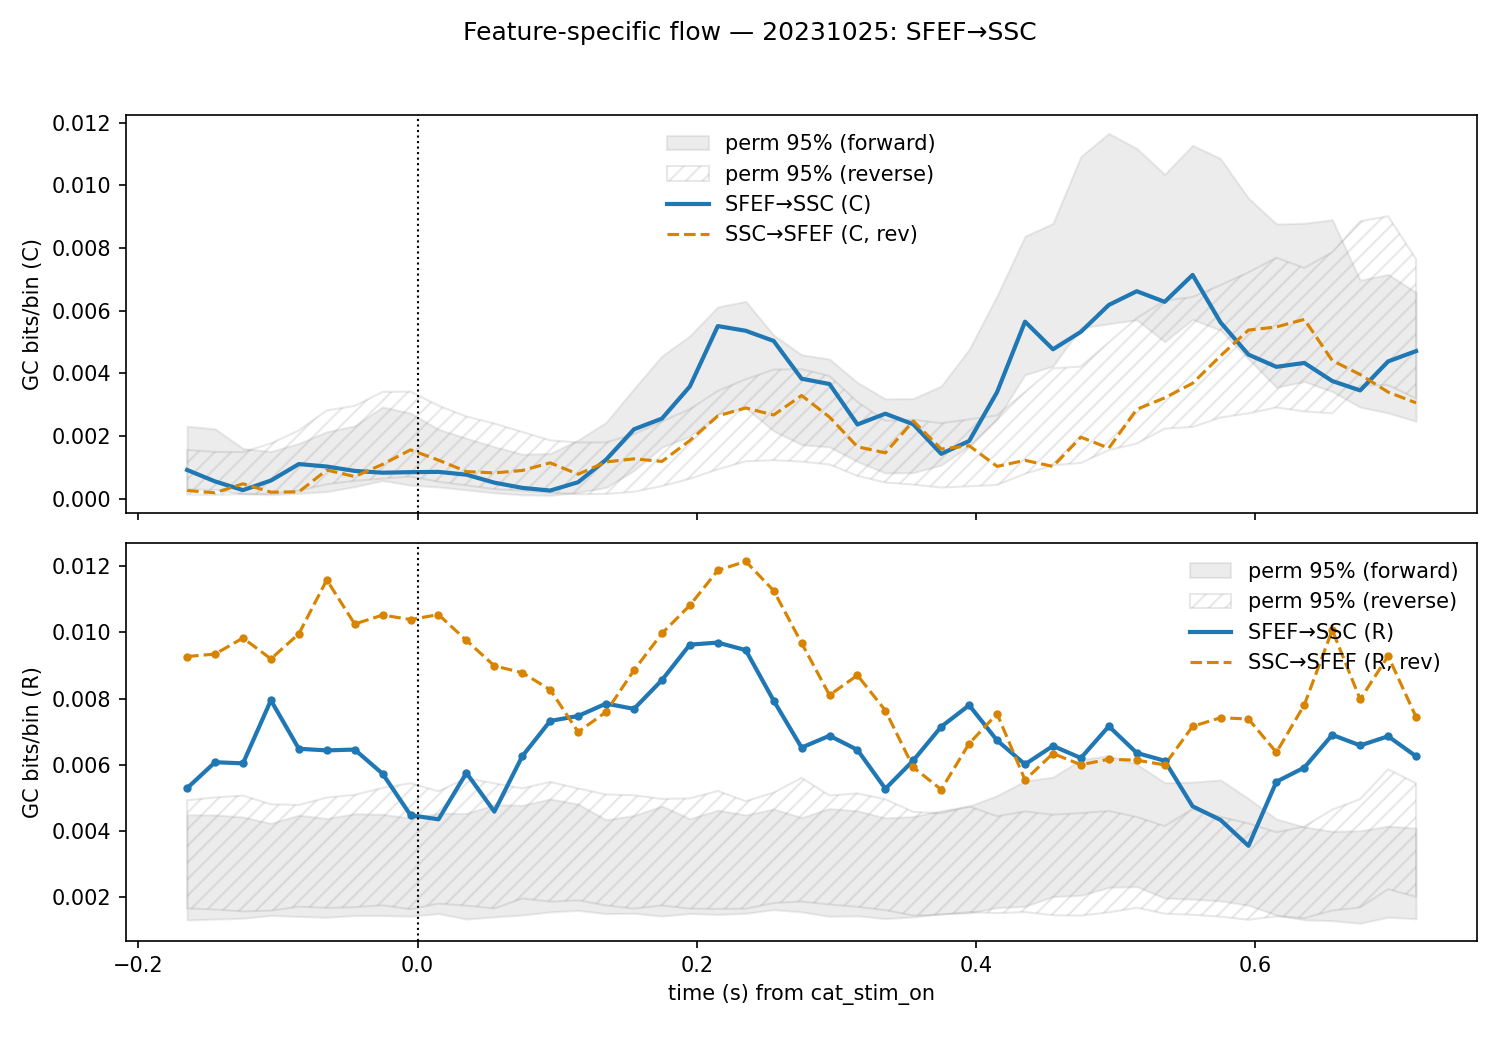 Feature-specific flow — 20231025: SFEF→SSC
GC bits/bin (C)
0.012
0.010
0.008
0.006
0.004
0.002
0.000
perm 95% (forward)
perm 95% (reverse)
SFEF→SSC (C)
SSC→SFEF (C, rev)
GC bits/bin (R)
0.012
0.010
0.008
0.006
0.004
0.002
perm 95% (forward)
perm 95% (reverse)
SFEF→SSC (R)
SSC→SFEF (R, rev)
−0.2 0.0 0.2 0.4 0.6
time (s) from cat_stim_on